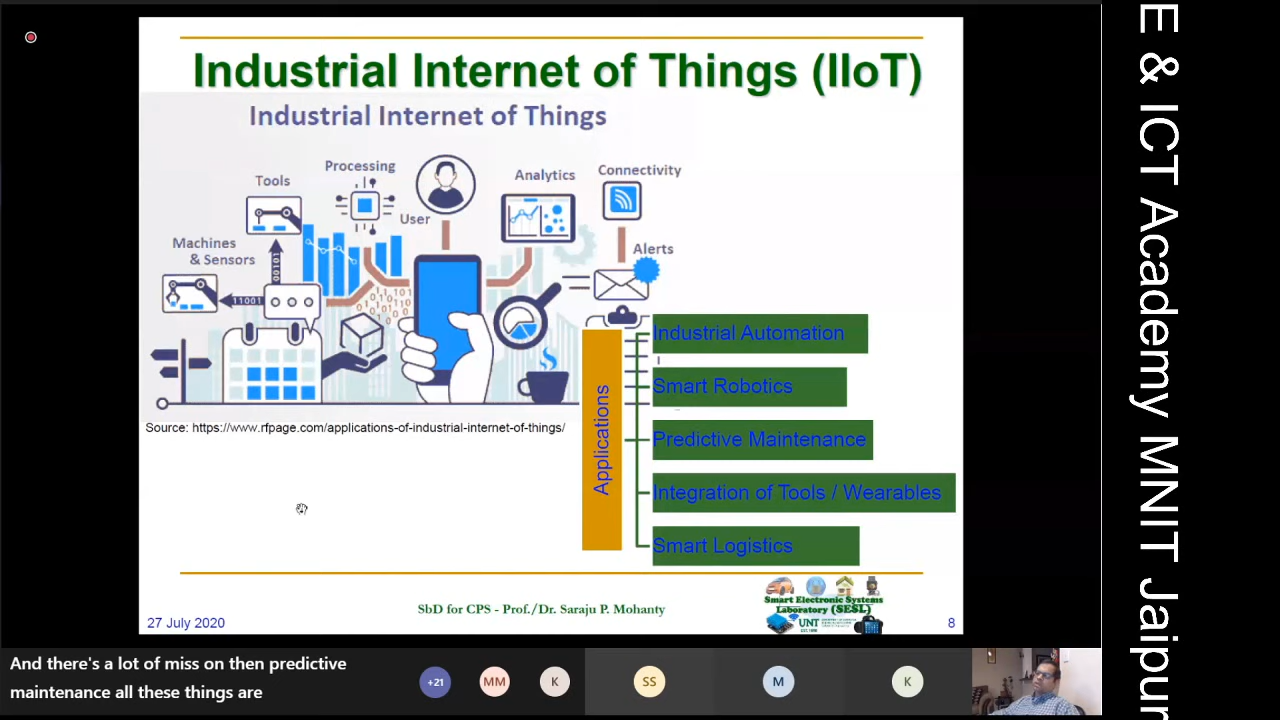 Industrial Internet of Things (IIoT)
Industrial Internet of Things
Processing
Tools
User
Analytics
Connectivity
Machines
& Sensors
Alerts
10101
11001
Industrial Automation
Smart Robotics
Predictive Maintenance
Integration of Tools / Wearables
Smart Logistics
Applications
Source: https://www.rfpage.com/applications-of-industrial-internet-of-things/
SbD for CPS - Prof./Dr. Saraju P. Mohanty
Smart Electronic Systems
Laboratory (SESL)
UNT
27 July 2020
8
And there's a lot of miss on then predictive
maintenance all these things are
+21
MM
K
SS
M
K
E & ICT Academy MNIT Jaipur